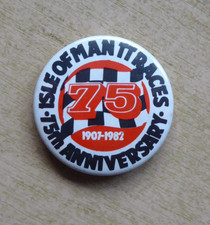 ISLE OF MAN TT RACES
75
1907-1982
75TH ANNIVERSARY